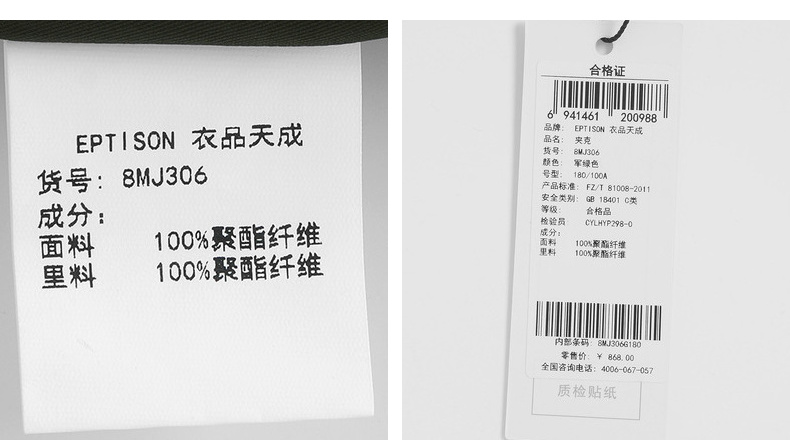 EPTISON 衣品天成
货号: 8MJ306
成分:
面料 100%聚酯纤维
里料 100%聚酯纤维
合格证
6 941461 200988
品牌: EPTISON 衣品天成
品名: 夹克
货号: 8MJ306
颜色: 军绿色
号型: 180/100A
产品标准: FZ/T 81008-2011
安全类别: GB 18401 C类
等级: 合格品
检验员 CYLHYP298-0
成分:
面料 100%聚酯纤维
里料 100%聚酯纤维
内部条码: 8MJ306G180
零售价: ¥ 868.00
全国咨询电话: 4006-067-057
质检贴纸